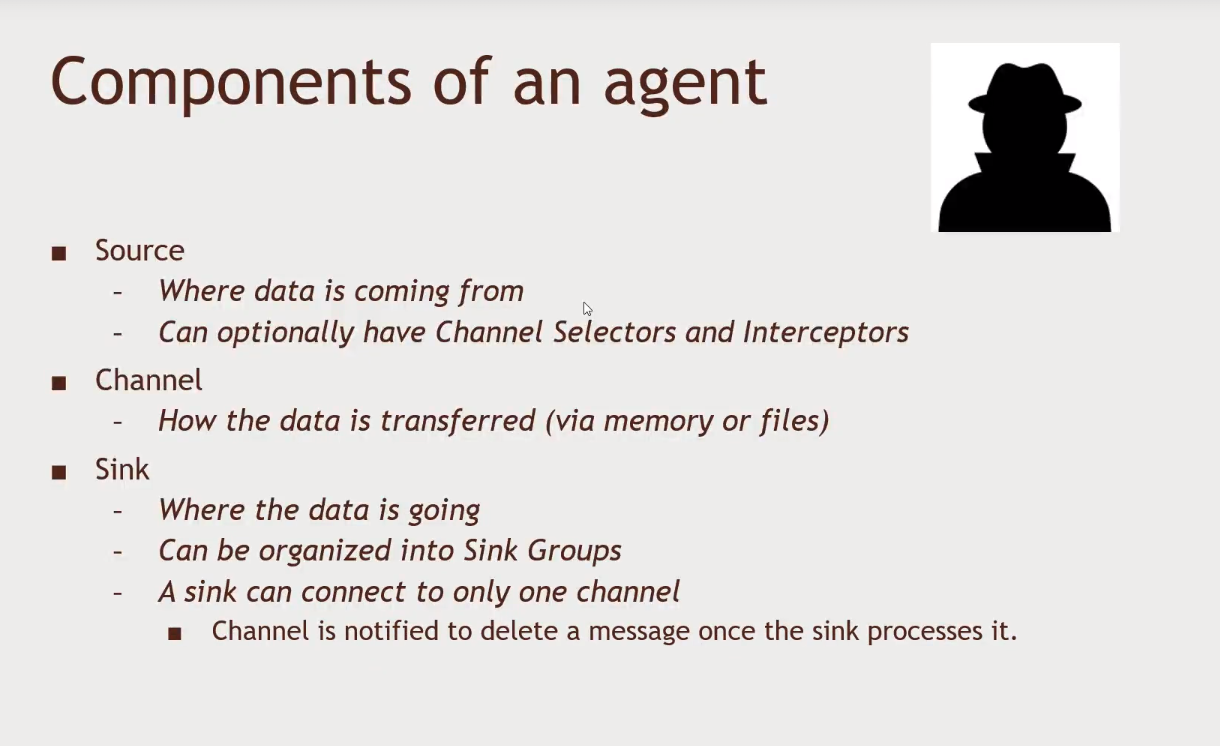 Components of an agent
■ Source
– Where data is coming from
– Can optionally have Channel Selectors and Interceptors
■ Channel
– How the data is transferred (via memory or files)
■ Sink
– Where the data is going
– Can be organized into Sink Groups
– A sink can connect to only one channel
■ Channel is notified to delete a message once the sink processes it.